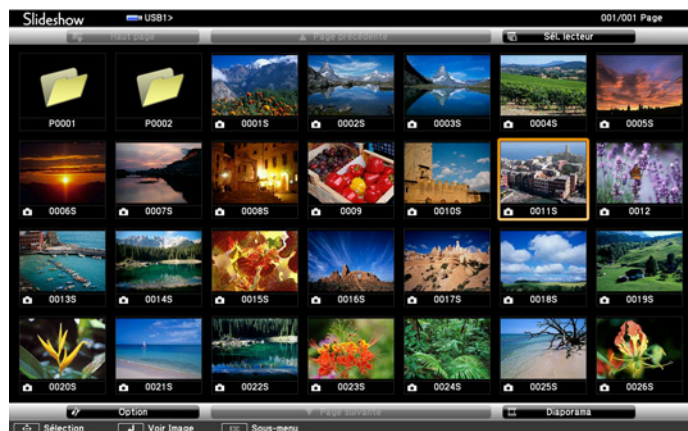 Slideshow USB1> 001/001 Page
Haut page Page précédente Sél. lecteur
P0001 P0002 0001S 0002S 0003S 0004S 0005S
0006S 0007S 0008S 0009 0010S 0011S 0012
0013S 0014S 0015S 0016S 0017S 0018S 0019S
0020S 0021S 0022S 0023S 0024S 0025S 0026S
Option Page suivante Diaporama
Sélection Voir Image Esc Sous-menu